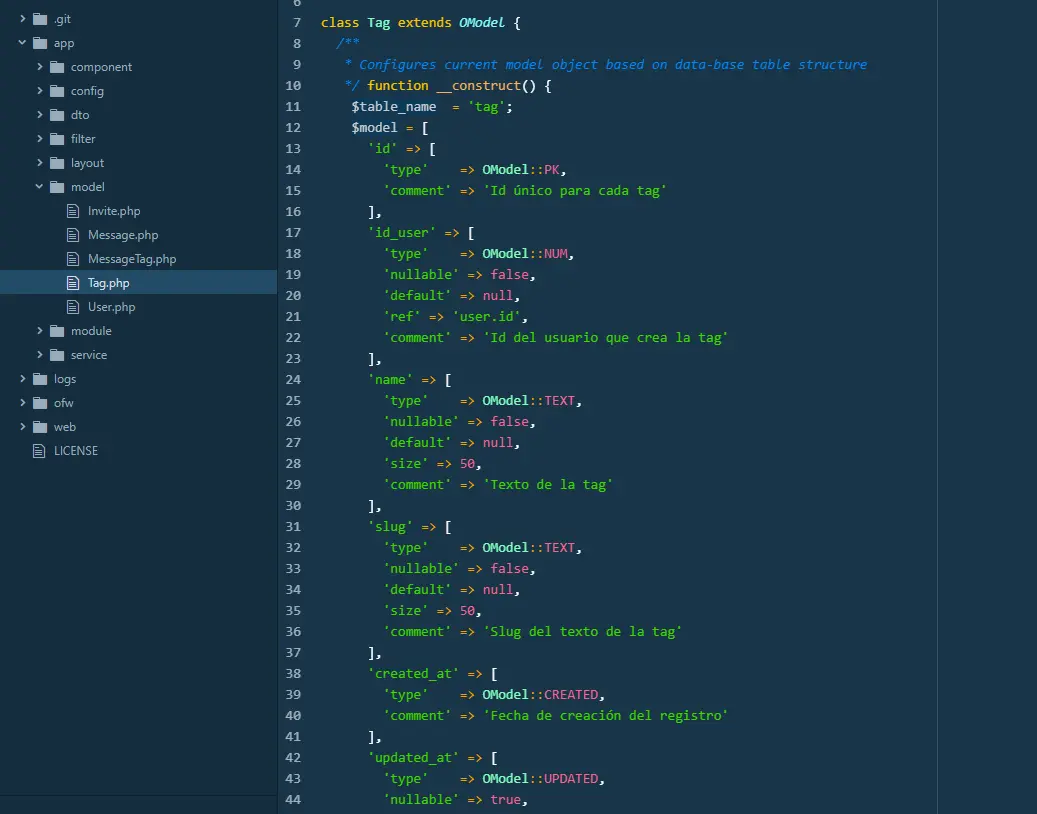 .git
app
component
config
dto
filter
layout
model
Invite.php
Message.php
MessageTag.php
Tag.php
User.php
module
service
logs
ofw
web
LICENSE
6
7 class Tag extends OModel {
8 /**
9 * Configures current model object based on data-base table structure
10 */ function __construct() {
11 $table_name = 'tag';
12 $model = [
13 'id' => [
14 'type' => OModel::PK,
15 'comment' => 'Id único para cada tag'
16 ],
17 'id_user' => [
18 'type' => OModel::NUM,
19 'nullable' => false,
20 'default' => null,
21 'ref' => 'user.id',
22 'comment' => 'Id del usuario que crea la tag'
23 ],
24 'name' => [
25 'type' => OModel::TEXT,
26 'nullable' => false,
27 'default' => null,
28 'size' => 50,
29 'comment' => 'Texto de la tag'
30 ],
31 'slug' => [
32 'type' => OModel::TEXT,
33 'nullable' => false,
34 'default' => null,
35 'size' => 50,
36 'comment' => 'Slug del texto de la tag'
37 ],
38 'created_at' => [
39 'type' => OModel::CREATED,
40 'comment' => 'Fecha de creación del registro'
41 ],
42 'updated_at' => [
43 'type' => OModel::UPDATED,
44 'nullable' => true,